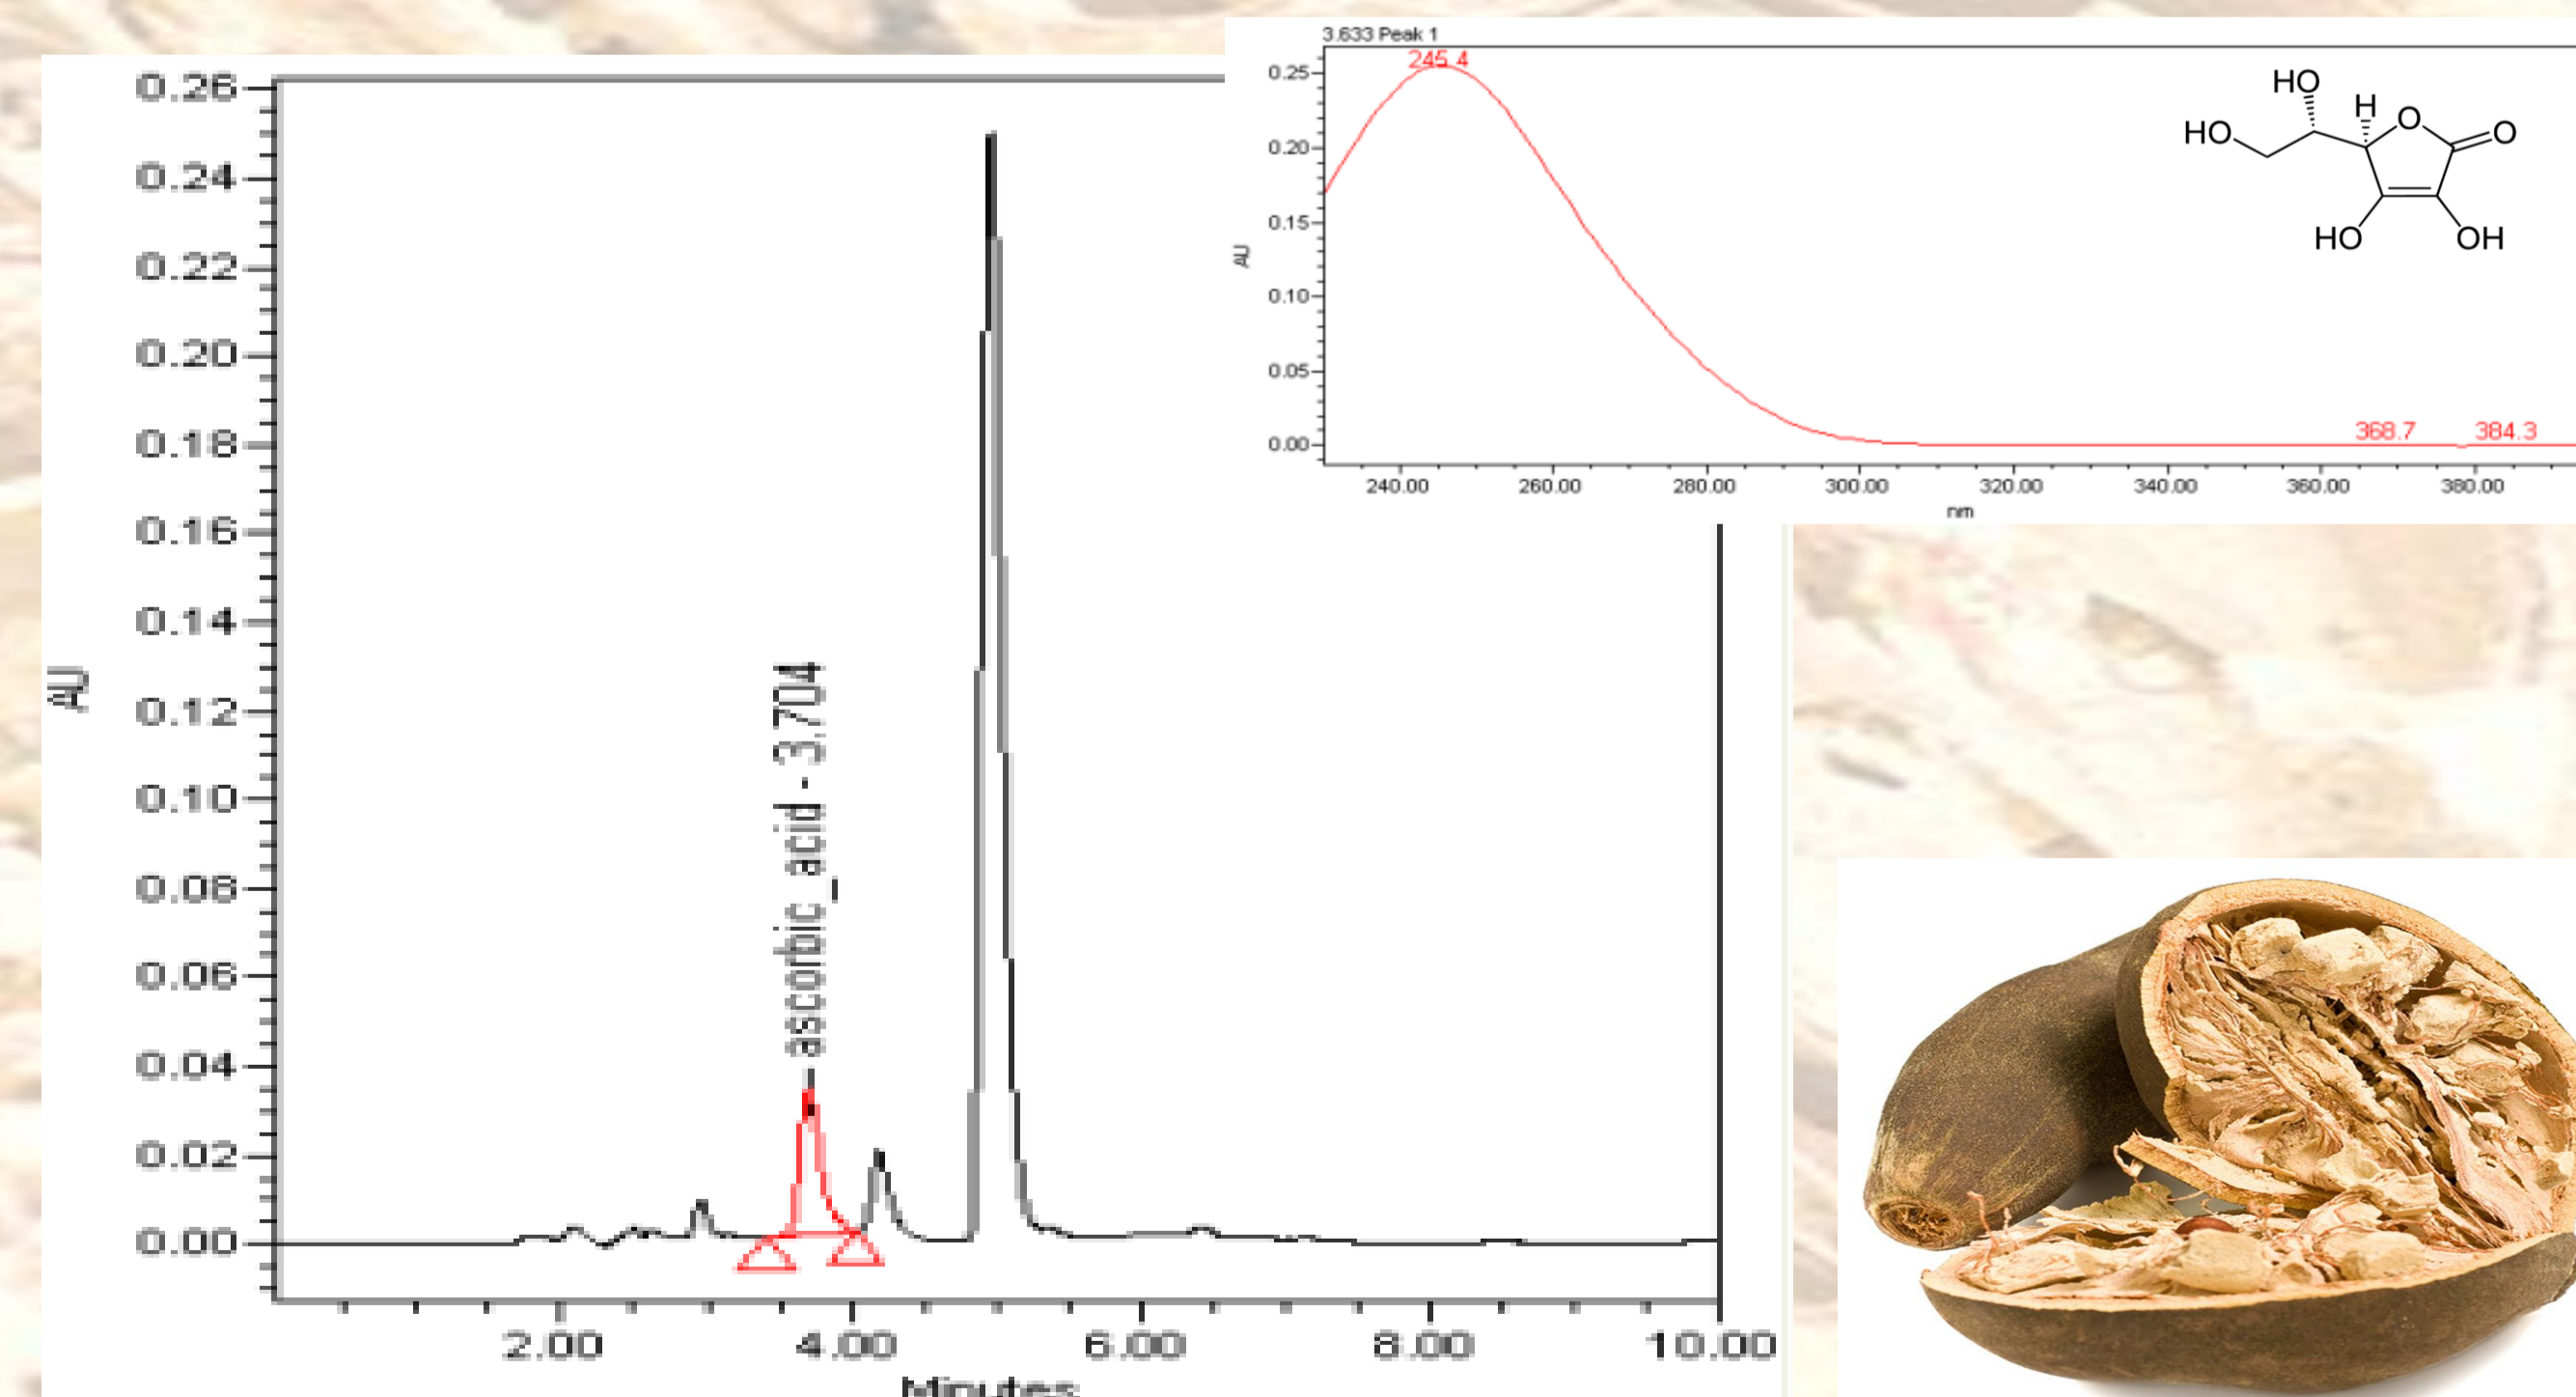 3.633 Peak 1
245.4
0.25
0.20
0.15
0.10
0.05
0.00
AU
368.7
384.3
240.00 260.00 280.00 300.00 320.00 340.00 360.00 380.00
nm
HO
H
O
HO
O
HO
OH
0.26
0.24
0.22
0.20
0.18
0.16
0.14
0.12
0.10
0.08
0.06
0.04
0.02
0.00
AU
ascorbic_acid - 3.704
2.00 4.00 6.00 8.00 10.00
Minutes